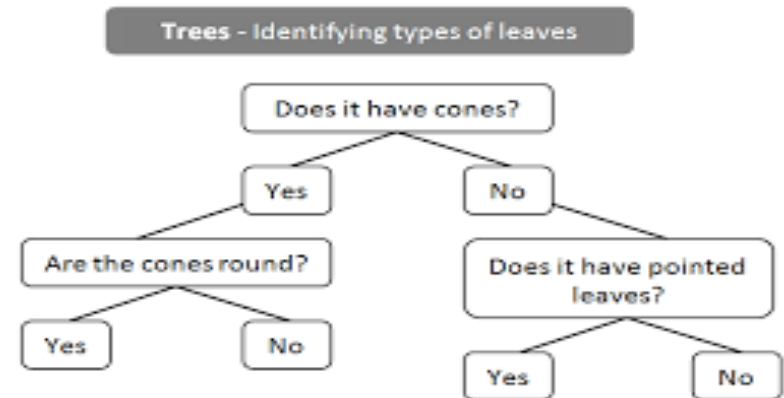 Trees - Identifying types of leaves
Does it have cones?
Yes
No
Are the cones round?
Does it have pointed
leaves?
Yes
No
Yes
No